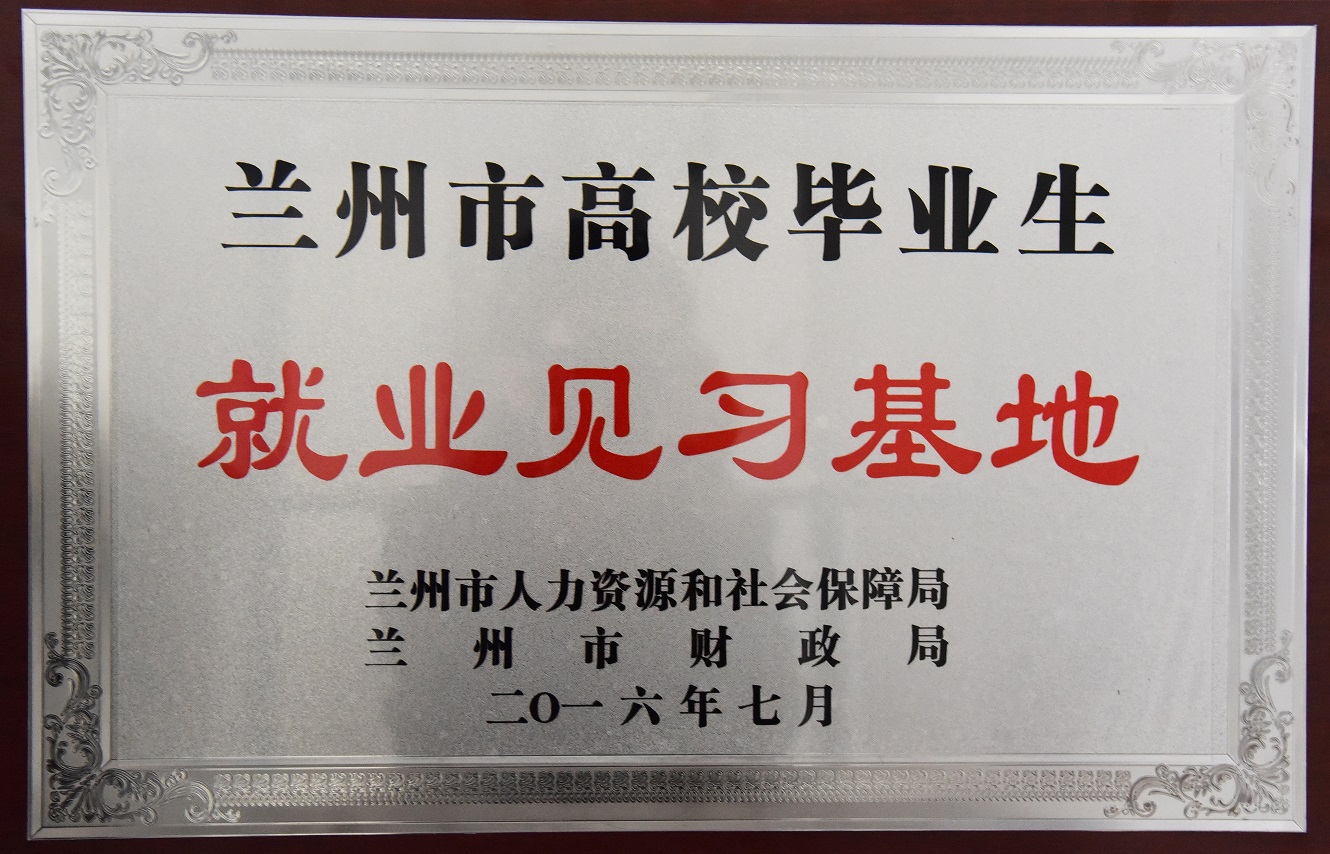 兰州市高校毕业生
就业见习基地
兰州市人力资源和社会保障局
兰州市财政局
二〇一六年七月